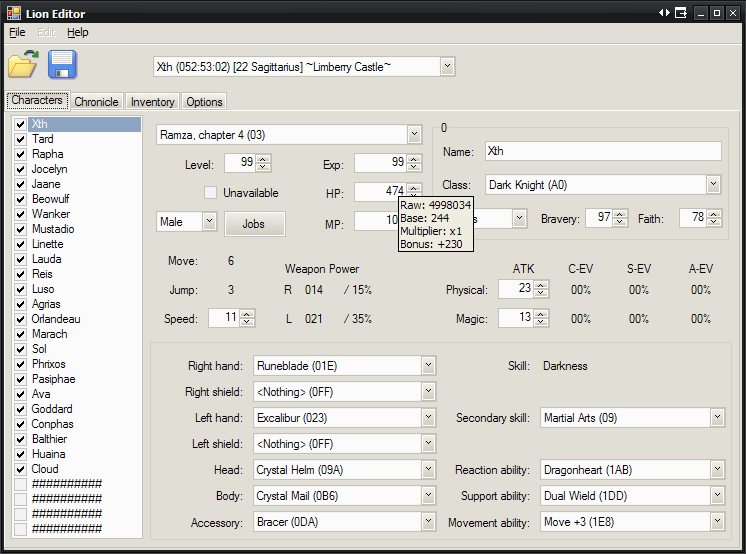 Lion Editor
File Edit Help
Xth (052:53:02) [22 Sagittarius] ~Limberry Castle~
Characters Chronicle Inventory Options
Xth
Tard
Rapha
Jocelyn
Jaane
Beowulf
Wanker
Mustadio
Linette
Lauda
Reis
Luso
Agrias
Orlandeau
Marach
Sol
Phrixos
Pasiphae
Ava
Goddard
Conphas
Balthier
Huaina
Cloud
##########
##########
##########
##########
Ramza, chapter 4 (03)
Level: 99 Exp: 99
Unavailable HP: 474
Male Jobs MP: 10
Raw: 4998034
Base: 244
Multiplier: x1
Bonus: +230
0
Name: Xth
Class: Dark Knight (A0)
s Bravery: 97 Faith: 78
Move: 6
Jump: 3
Speed: 11
Weapon Power
R 014 / 15%
L 021 / 35%
ATK C-EV S-EV A-EV
Physical: 23 00% 00% 00%
Magic: 13 00% 00% 00%
Right hand: Runeblade (01E)
Right shield: <Nothing> (0FF)
Left hand: Excalibur (023)
Left shield: <Nothing> (0FF)
Head: Crystal Helm (09A)
Body: Crystal Mail (0B6)
Accessory: Bracer (0DA)
Skill: Darkness
Secondary skill: Martial Arts (09)
Reaction ability: Dragonheart (1AB)
Support ability: Dual Wield (1DD)
Movement ability: Move +3 (1E8)